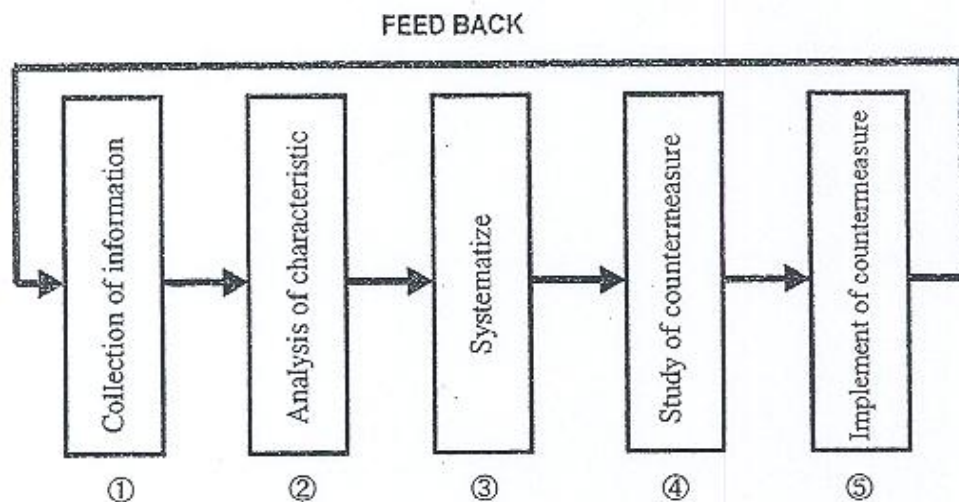 FEED BACK
Collection of information
Analysis of characteristic
Systematize
Study of countermeasure
Implement of countermeasure
①
②
③
④
⑤